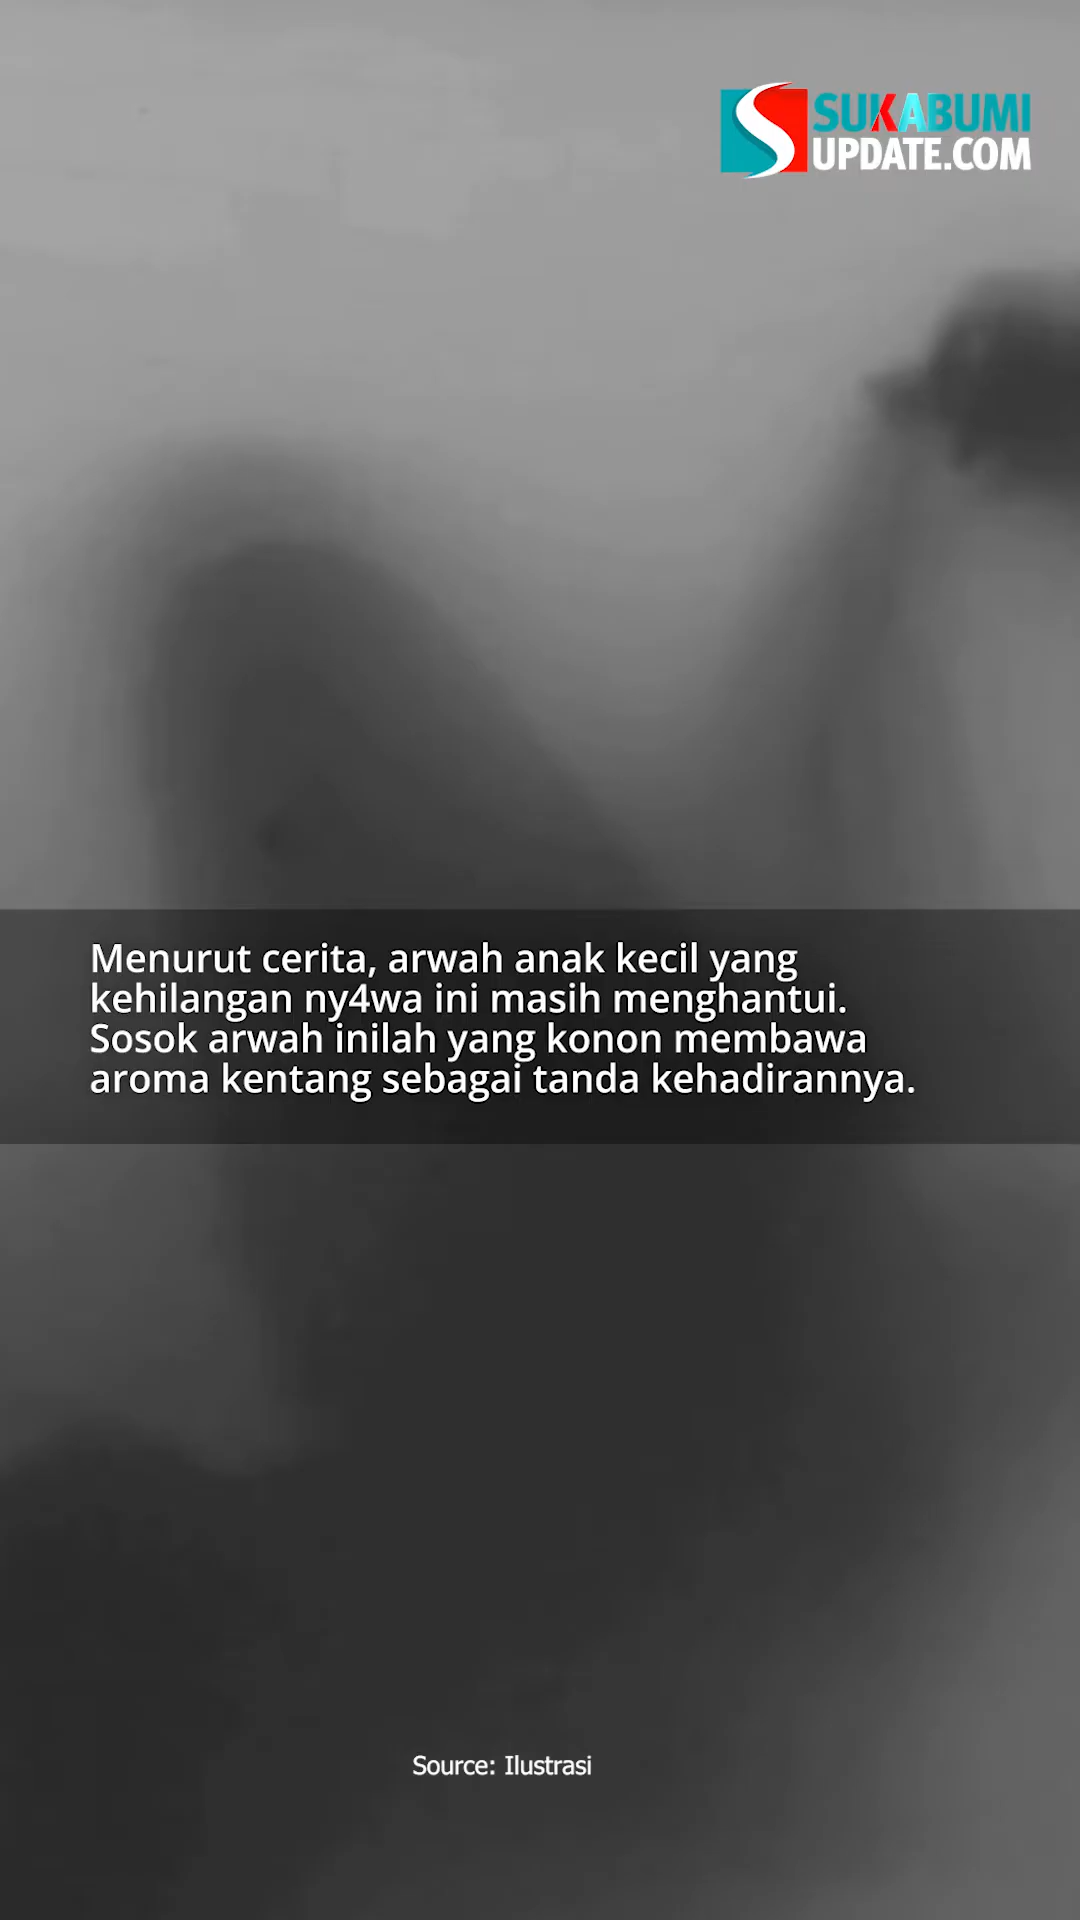 SUKABUMI
UPDATE.COM
Menurut cerita, arwah anak kecil yang
kehilangan ny4wa ini masih menghantui.
Sosok arwah inilah yang konon membawa
aroma kentang sebagai tanda kehadirannya.
Source: Ilustrasi